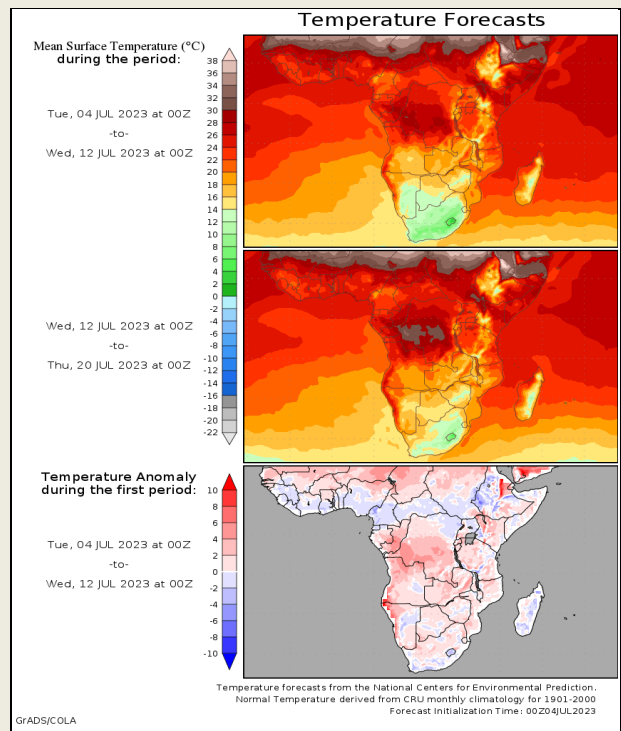 Temperature Forecasts
Mean Surface Temperature (°C)
during the period:
38
36
34
32
30
28
26
24
22
20
18
16
14
12
10
8
6
4
2
0
-2
-4
-6
-8
-10
-12
-14
-16
-17
-18
-20
-22
Tue, 04 JUL 2023 at 00Z
-to-
Wed, 12 JUL 2023 at 00Z
Wed, 12 JUL 2023 at 00Z
-to-
Thu, 20 JUL 2023 at 00Z
Temperature Anomaly
during the first period:
10
8
6
4
2
0
-2
-4
-6
-8
-10
Tue, 04 JUL 2023 at 00Z
-to-
Wed, 12 JUL 2023 at 00Z
Temperature forecasts from the National Centers for Environmental Prediction.
Normal Temperature derived from CRU monthly climatology for 1901-2000
Forecast Initialization Time: 00Z04JUL2023
GrADS/COLA